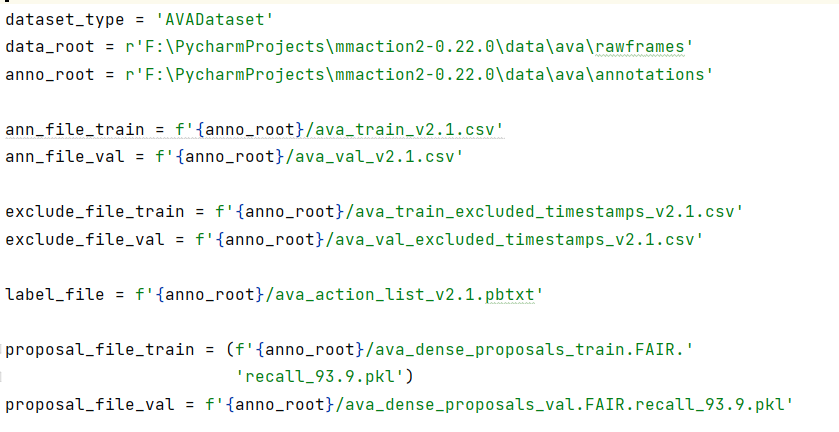 dataset_type = 'AVADataset'
data_root = r'F:\PycharmProjects\mmaction2-0.22.0\data\ava\rawframes'
anno_root = r'F:\PycharmProjects\mmaction2-0.22.0\data\ava\annotations'
ann_file_train = f'{anno_root}/ava_train_v2.1.csv'
ann_file_val = f'{anno_root}/ava_val_v2.1.csv'
exclude_file_train = f'{anno_root}/ava_train_excluded_timestamps_v2.1.csv'
exclude_file_val = f'{anno_root}/ava_val_excluded_timestamps_v2.1.csv'
label_file = f'{anno_root}/ava_action_list_v2.1.pbtxt'
proposal_file_train = (f'{anno_root}/ava_dense_proposals_train.FAIR.'
'recall_93.9.pkl')
proposal_file_val = f'{anno_root}/ava_dense_proposals_val.FAIR.recall_93.9.pkl'